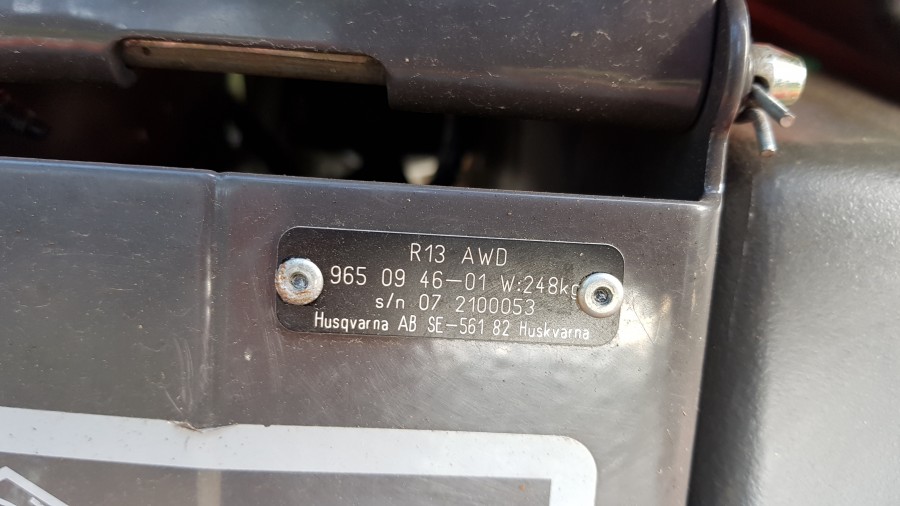 R13 AWD
965 09 46-01 W:248kg
s/n 07 2100053
Husqvarna AB SE-561 82 Huskvarna